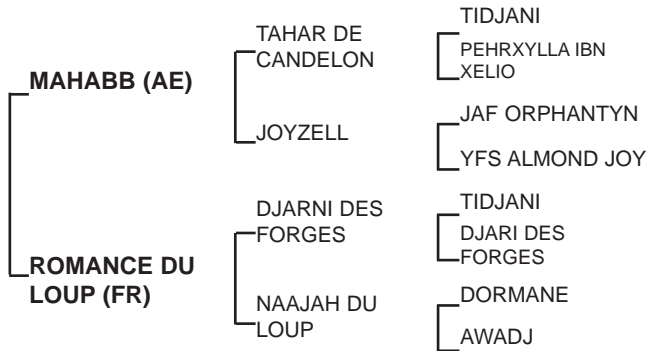 MAHABB (AE)
TAHAR DE
CANDELON
TIDJANI
PEHRXYLLA IBN
XELIO
JOYZELL
JAF ORPHANTYN
YFS ALMOND JOY
ROMANCE DU
LOUP (FR)
DJARNI DES
FORGES
TIDJANI
DJARI DES
FORGES
NAAJAH DU
LOUP
DORMANE
AWADJ